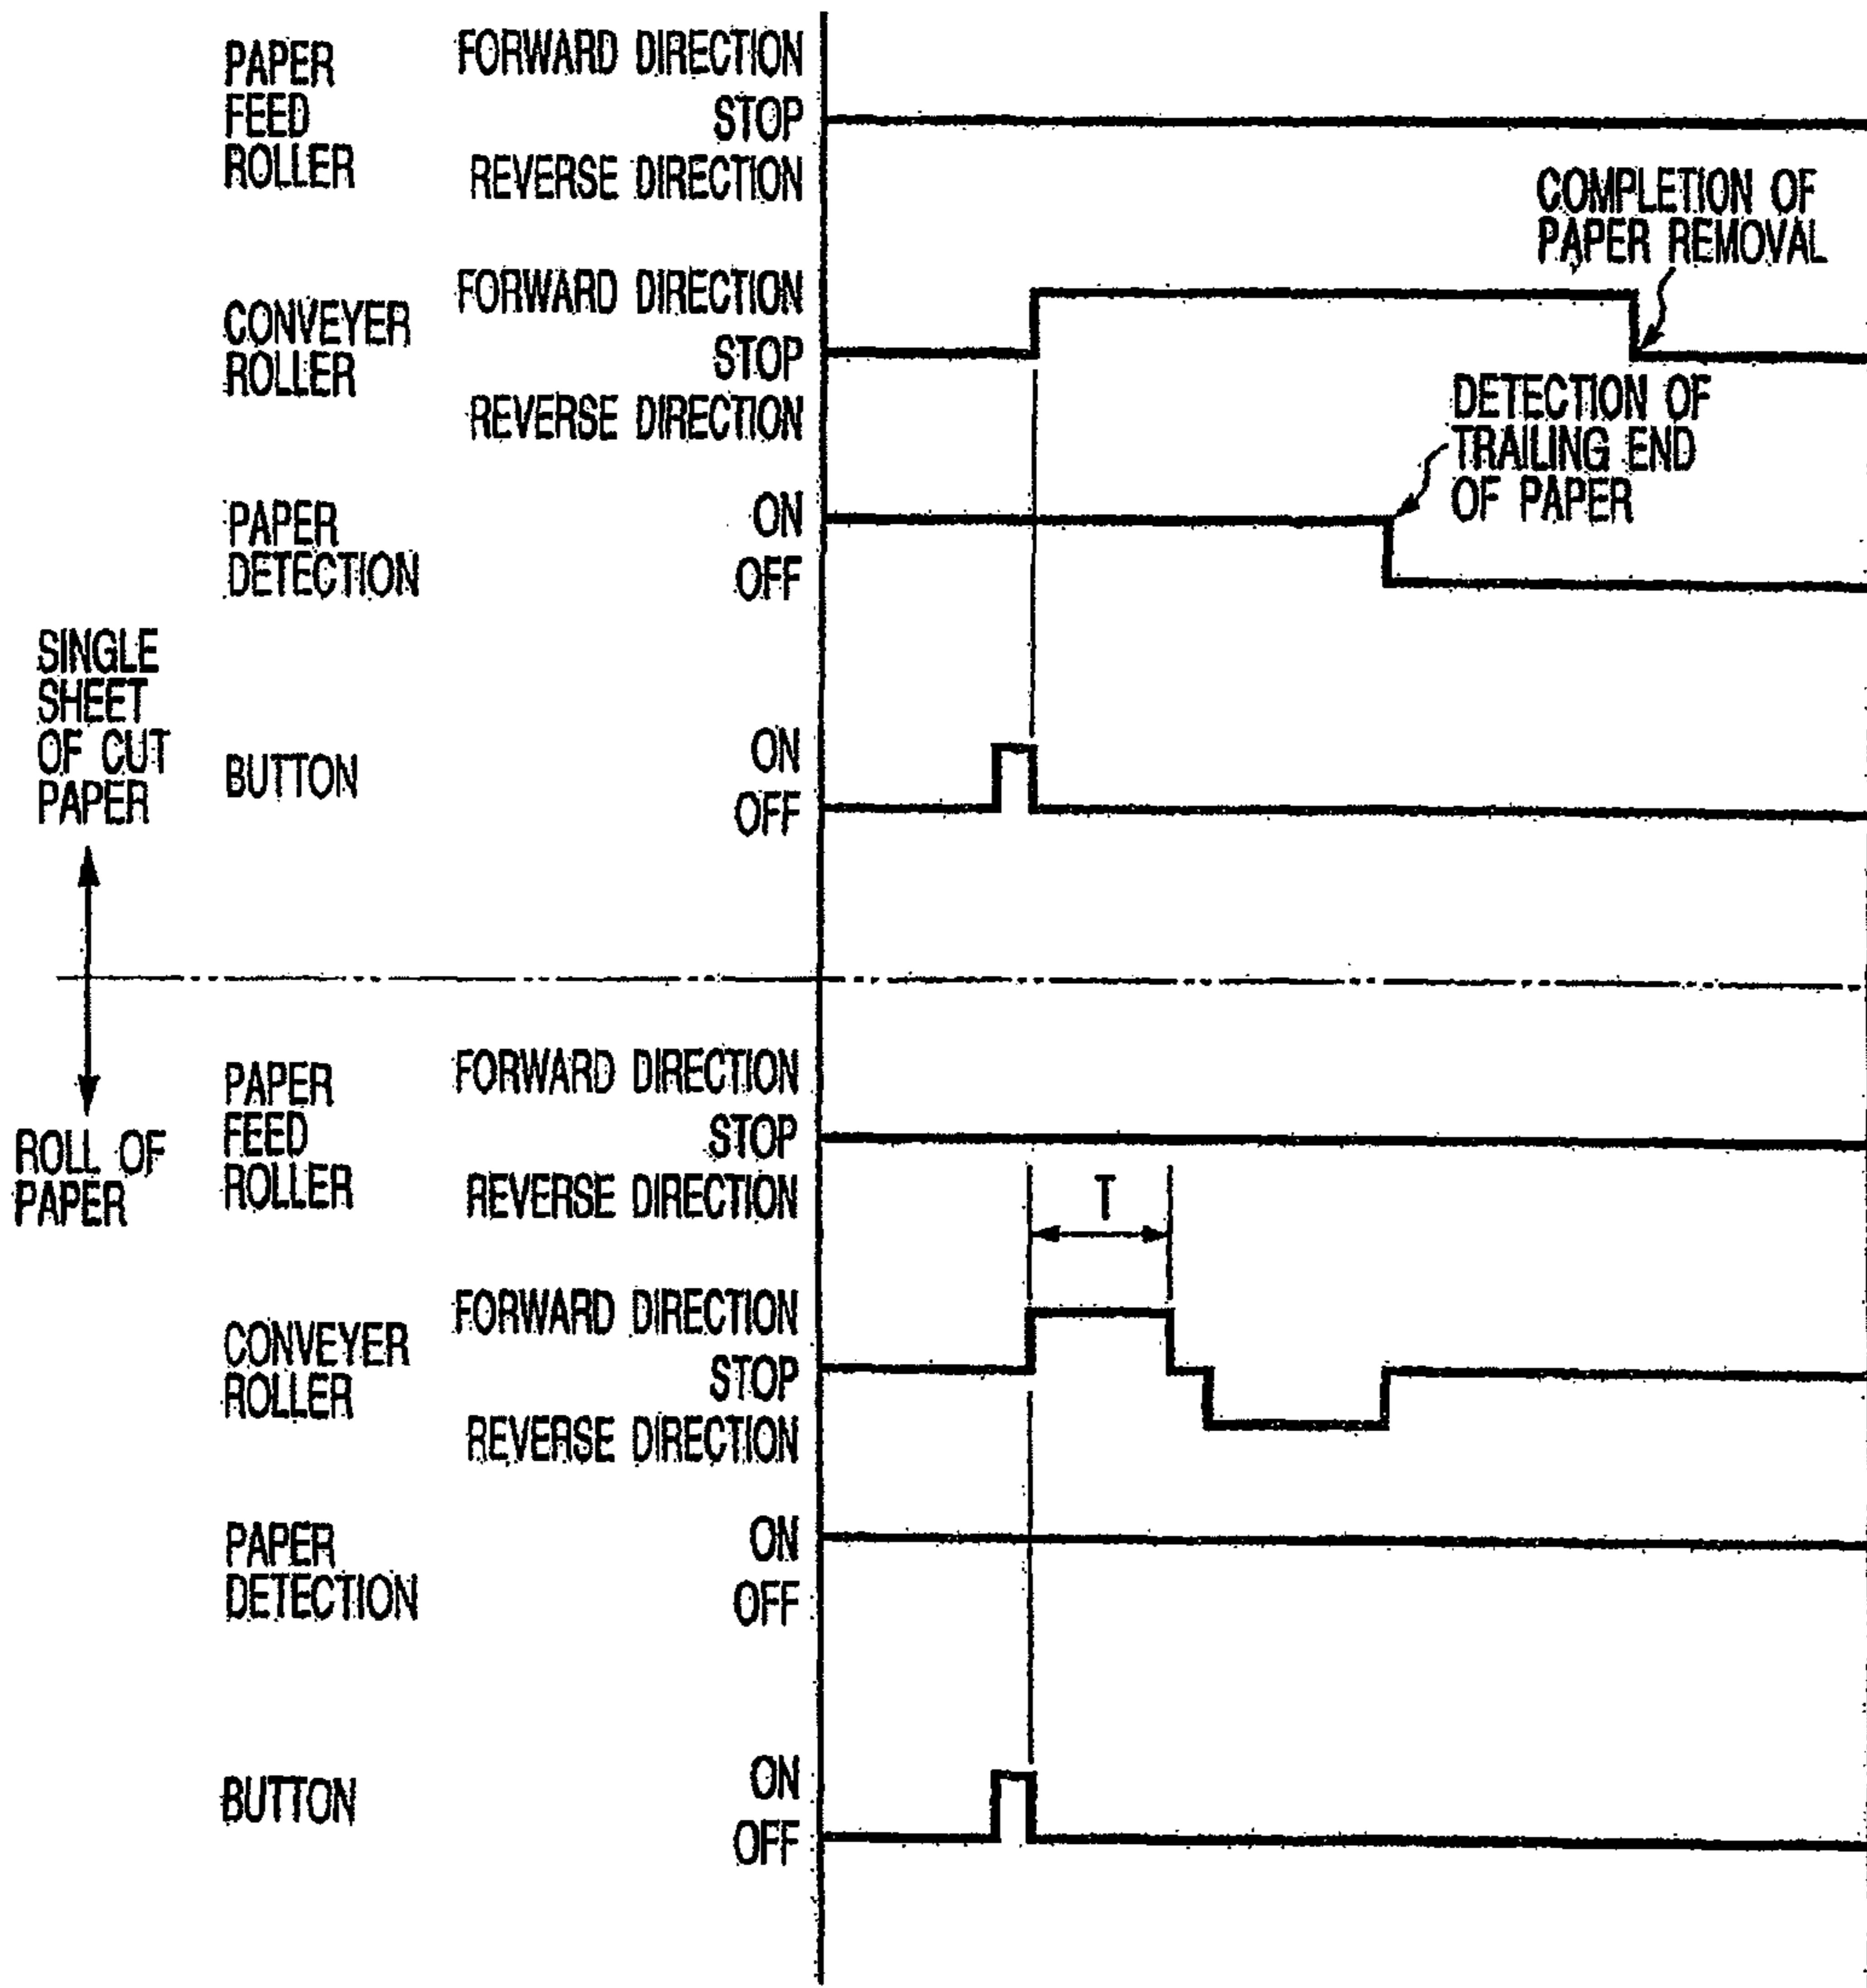 PAPER
FEED
ROLLER
FORWARD DIRECTION
STOP
REVERSE DIRECTION
COMPLETION OF
PAPER REMOVAL
CONVEYER
ROLLER
FORWARD DIRECTION
STOP
REVERSE DIRECTION
DETECTION OF
TRAILING END
OF PAPER
PAPER
DETECTION
ON
OFF
SINGLE
SHEET
OF CUT
PAPER
BUTTON
ON
OFF
ROLL OF
PAPER
PAPER
FEED
ROLLER
FORWARD DIRECTION
STOP
REVERSE DIRECTION
T
CONVEYER
ROLLER
FORWARD DIRECTION
STOP
REVERSE DIRECTION
PAPER
DETECTION
ON
OFF
BUTTON
ON
OFF